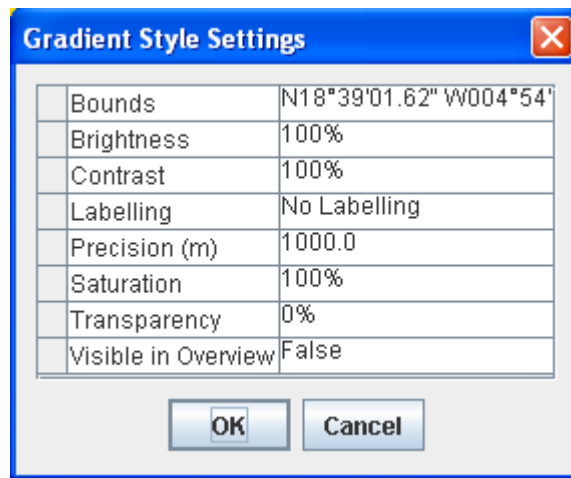 Gradient Style Settings
Bounds N18°39'01.62" W004°54'
Brightness 100%
Contrast 100%
Labelling No Labelling
Precision (m) 1000.0
Saturation 100%
Transparency 0%
Visible in Overview False
OK Cancel